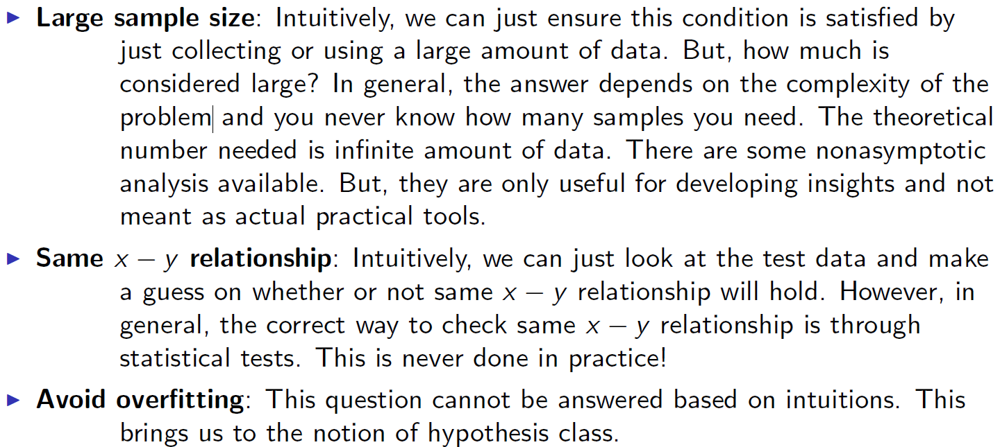 ▶ Large sample size: Intuitively, we can just ensure this condition is satisfied by
just collecting or using a large amount of data. But, how much is
considered large? In general, the answer depends on the complexity of the
problem and you never know how many samples you need. The theoretical
number needed is infinite amount of data. There are some nonasymptotic
analysis available. But, they are only useful for developing insights and not
meant as actual practical tools.
▶ Same x − y relationship: Intuitively, we can just look at the test data and make
a guess on whether or not same x − y relationship will hold. However, in
general, the correct way to check same x − y relationship is through
statistical tests. This is never done in practice!
▶ Avoid overfitting: This question cannot be answered based on intuitions. This
brings us to the notion of hypothesis class.